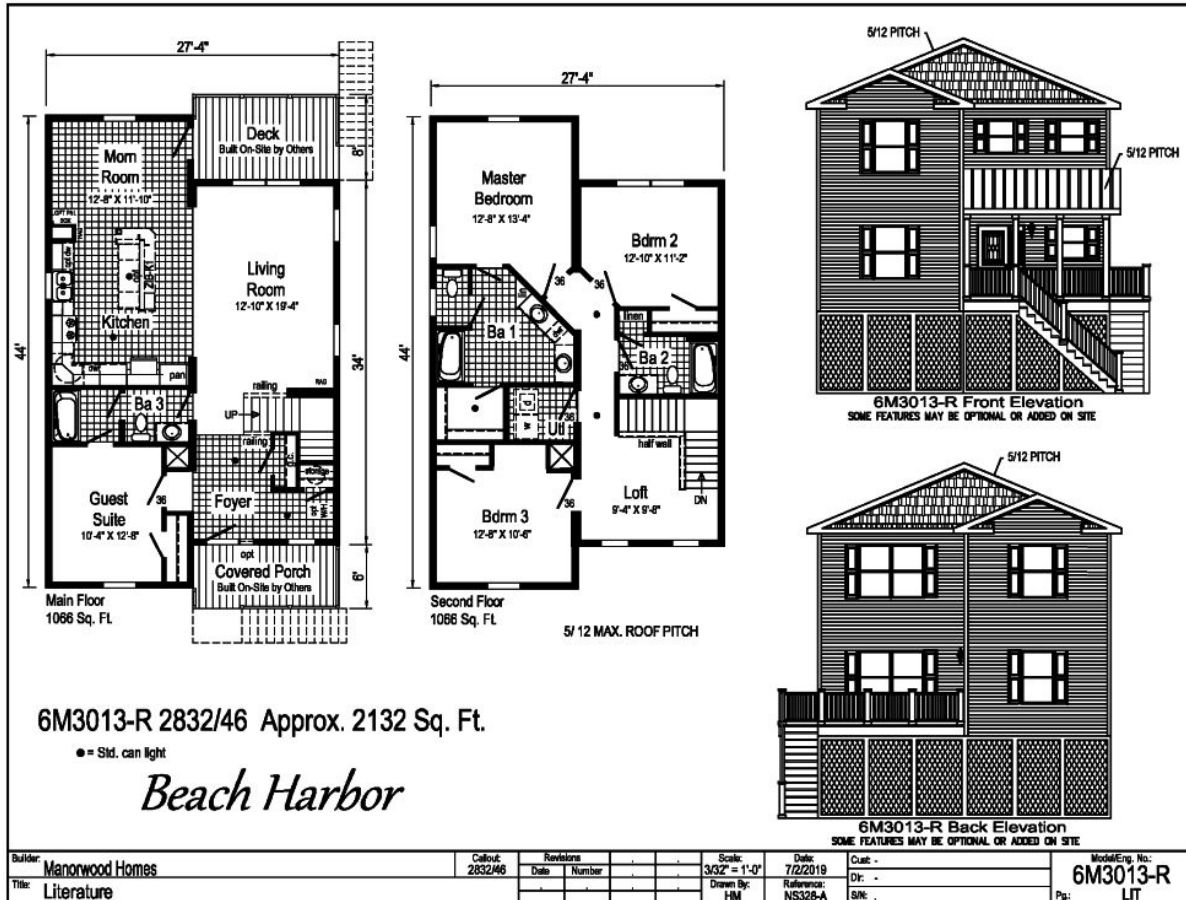 27'-4"
Deck
Built On-Site by Others
8'
Morn
Room
12'-8" X 11'-10"
Living
Room
12'-10" X 19'-4"
Kitchen
pan
44'
34'
railing
RAG
UP
railing
Ba 3
Guest
Suite
10'-4" X 12'-8"
36
Foyer
storage
opt
W/H
opt
Covered Porch
Built On-Site by Others
6'
Main Floor
1066 Sq. Ft.
27'-4"
Master
Bedroom
12'-8" X 13'-4"
Bdrm 2
12'-10" X 11'-2"
36
36
linen
Ba 1
Ba 2
36
44'
d
w
Utl
36
half wall
Loft
9'-4" X 9'-8"
DN
Bdrm 3
12'-8" X 10'-6"
36
Second Floor
1066 Sq. Ft.
5/ 12 MAX. ROOF PITCH
5/12 PITCH
5/12 PITCH
6M3013-R Front Elevation
SOME FEATURES MAY BE OPTIONAL OR ADDED ON SITE
5/12 PITCH
6M3013-R Back Elevation
SOME FEATURES MAY BE OPTIONAL OR ADDED ON SITE
6M3013-R 2832/46 Approx. 2132 Sq. Ft.
● = Std. can light
Beach Harbor
Builder: Manorwood Homes
Title: Literature
Callout: 2832/46
Revisions
Date Number
Scale: 3/32" = 1'-0"
Date: 7/2/2019
Drawn By: HM
Reference: NS328-A
Cust: -
Dir: -
S/N: .
Model/Eng. No.:
6M3013-R
Pg.: LIT